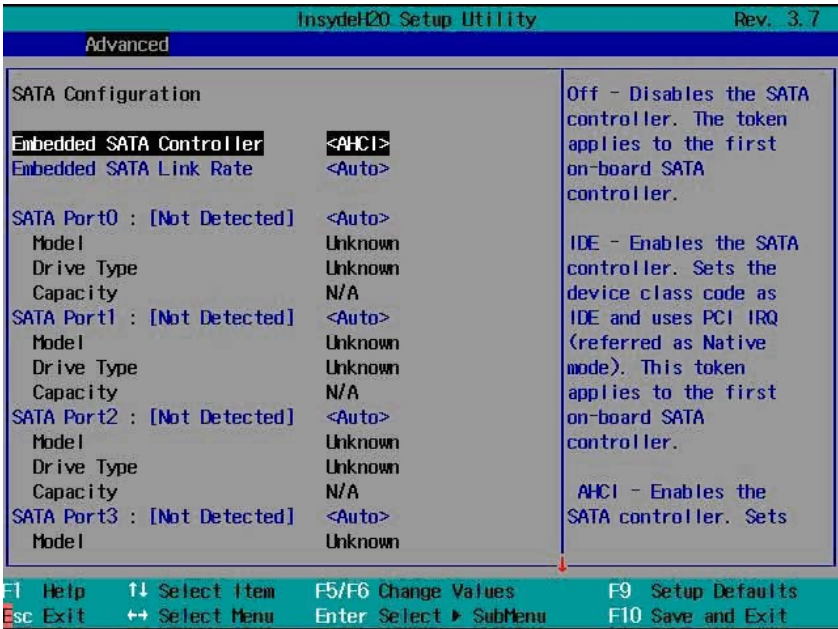 InsydeH20 Setup Utility Rev. 3.7
Advanced
SATA Configuration
Embedded SATA Controller <AHCI>
Embedded SATA Link Rate <Auto>
SATA Port0 : [Not Detected] <Auto>
Model Unknown
Drive Type Unknown
Capacity N/A
SATA Port1 : [Not Detected] <Auto>
Model Unknown
Drive Type Unknown
Capacity N/A
SATA Port2 : [Not Detected] <Auto>
Model Unknown
Drive Type Unknown
Capacity N/A
SATA Port3 : [Not Detected] <Auto>
Model Unknown
Off - Disables the SATA
controller. The token
applies to the first
on-board SATA
controller.
IDE - Enables the SATA
controller. Sets the
device class code as
IDE and uses PCI IRQ
(referred as Native
mode). This token
applies to the first
on-board SATA
controller.
AHCI - Enables the
SATA controller. Sets
F1 Help ↑↓ Select Item F5/F6 Change Values F9 Setup Defaults
Esc Exit ↔ Select Menu Enter Select ▶ SubMenu F10 Save and Exit